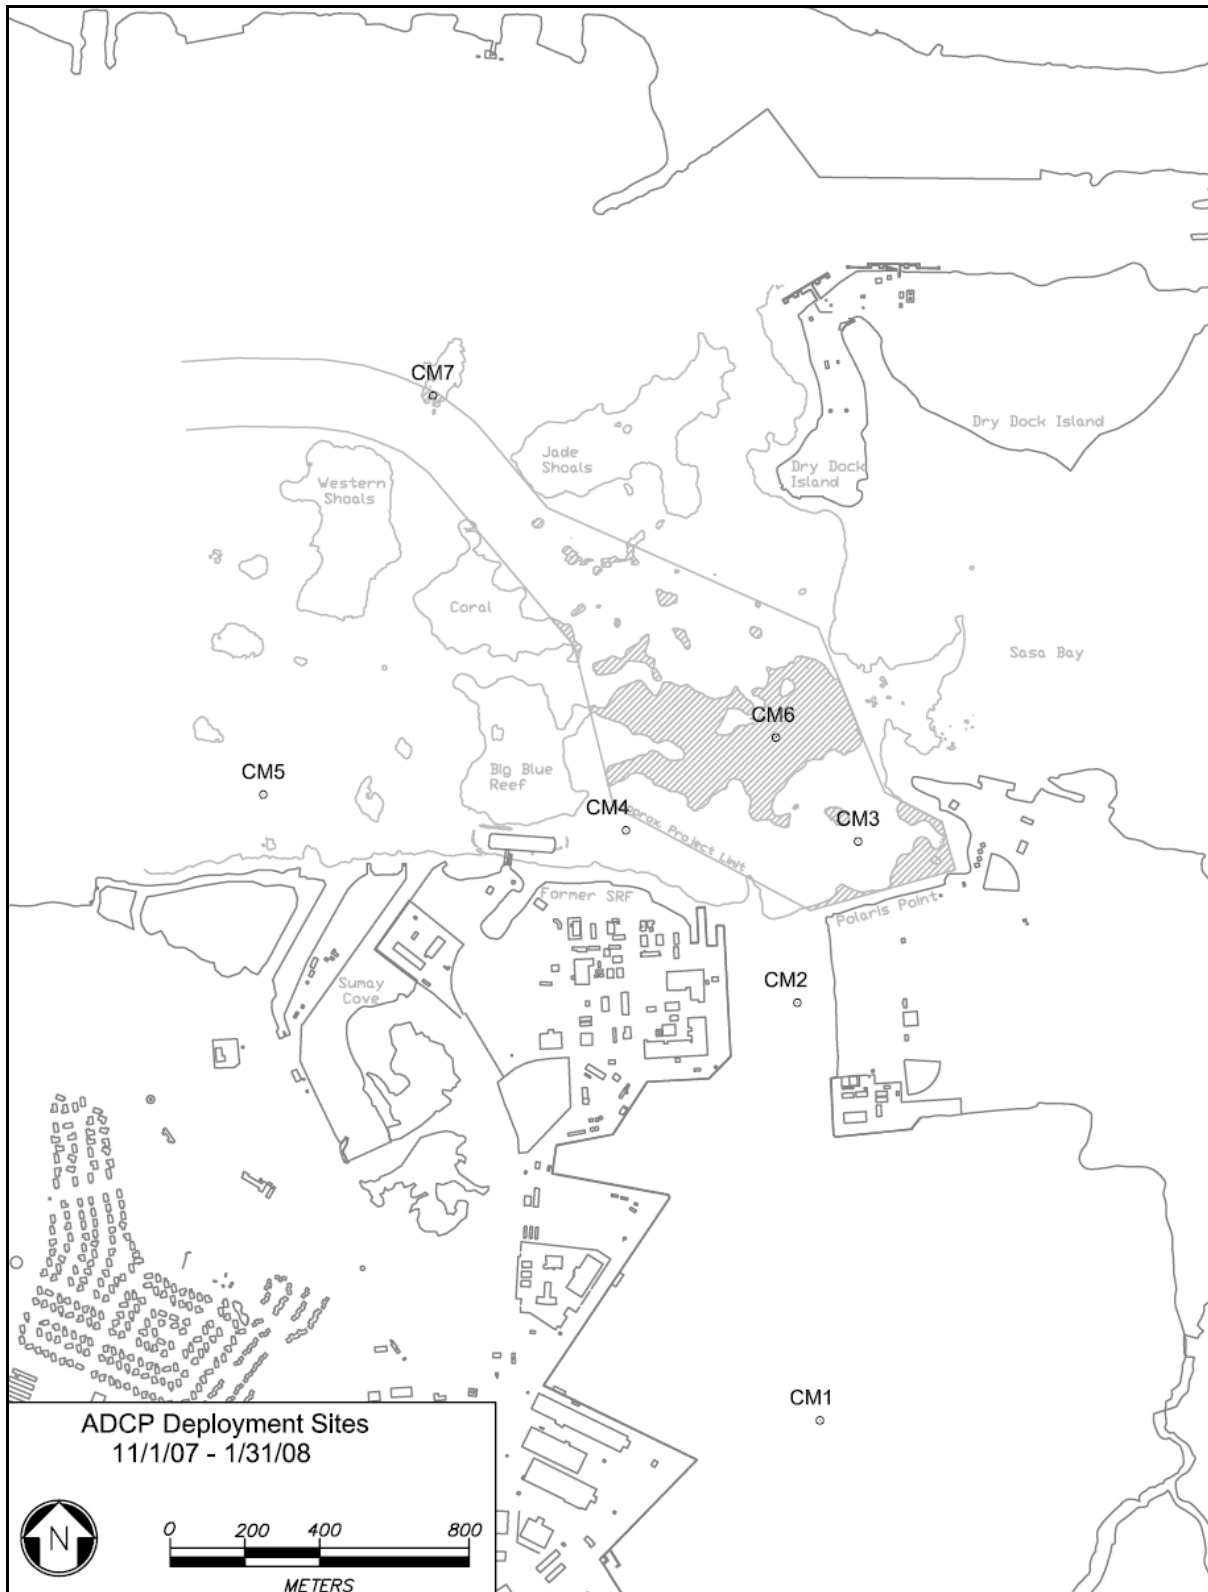 CM7
Dry Dock Island
Jade
Shoals
Dry Dock
Island
Western
Shoals
Coral
Sasa Bay
CM6
CM5
Big Blue
Reef
CM4
CM3
Approx. Project Limit
Former SRF
Polaris Point
CM2
Sumay
Cove
CM1
ADCP Deployment Sites
11/1/07 - 1/31/08
N
0 200 400 800
METERS